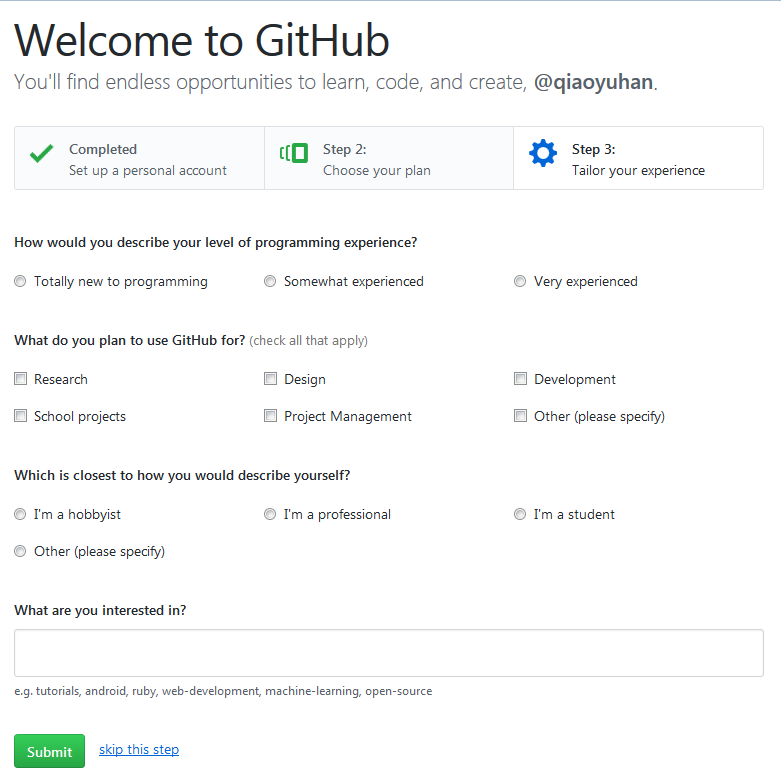 Welcome to GitHub
You'll find endless opportunities to learn, code, and create, @qiaoyuhan.
Completed
Set up a personal account
Step 2:
Choose your plan
Step 3:
Tailor your experience
How would you describe your level of programming experience?
Totally new to programming
Somewhat experienced
Very experienced
What do you plan to use GitHub for? (check all that apply)
Research
Design
Development
School projects
Project Management
Other (please specify)
Which is closest to how you would describe yourself?
I'm a hobbyist
I'm a professional
I'm a student
Other (please specify)
What are you interested in?
e.g. tutorials, android, ruby, web-development, machine-learning, open-source
Submit
skip this step